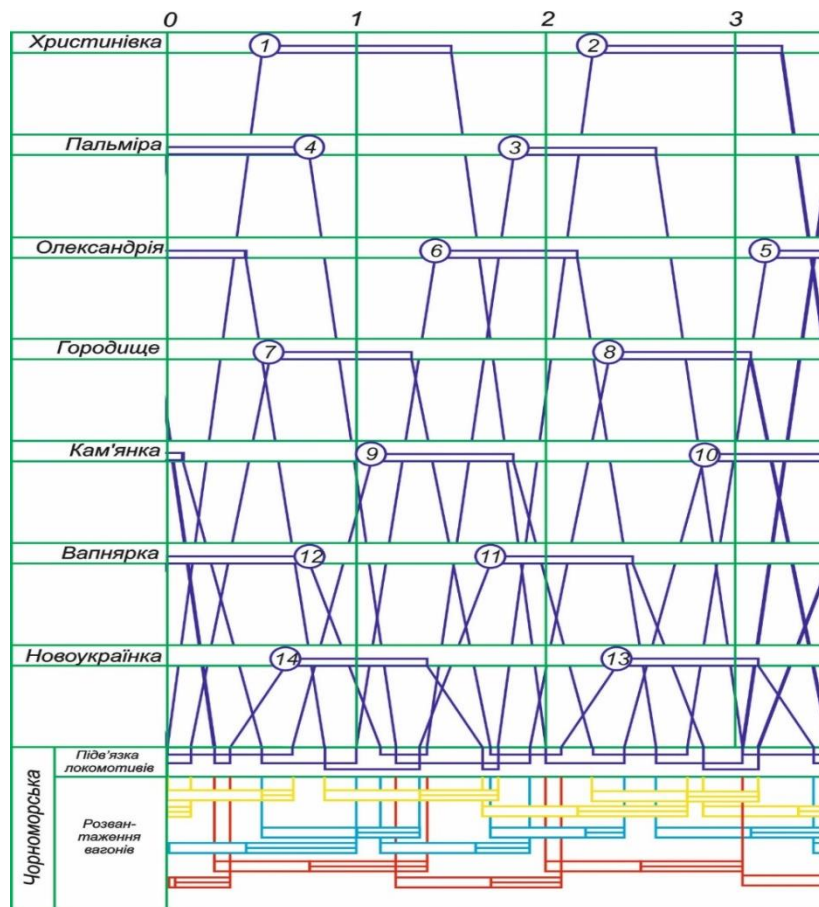 0 1 2 3
Христинівка 1 2
Пальміра 4 3
Олександрія 6 5
Городище 7 8
Кам'янка 9 10
Вапнярка 12 11
Новоукраїнка 14 13
Чорноморська
Підв'язка
локомотивів
Розван-
таження
вагонів